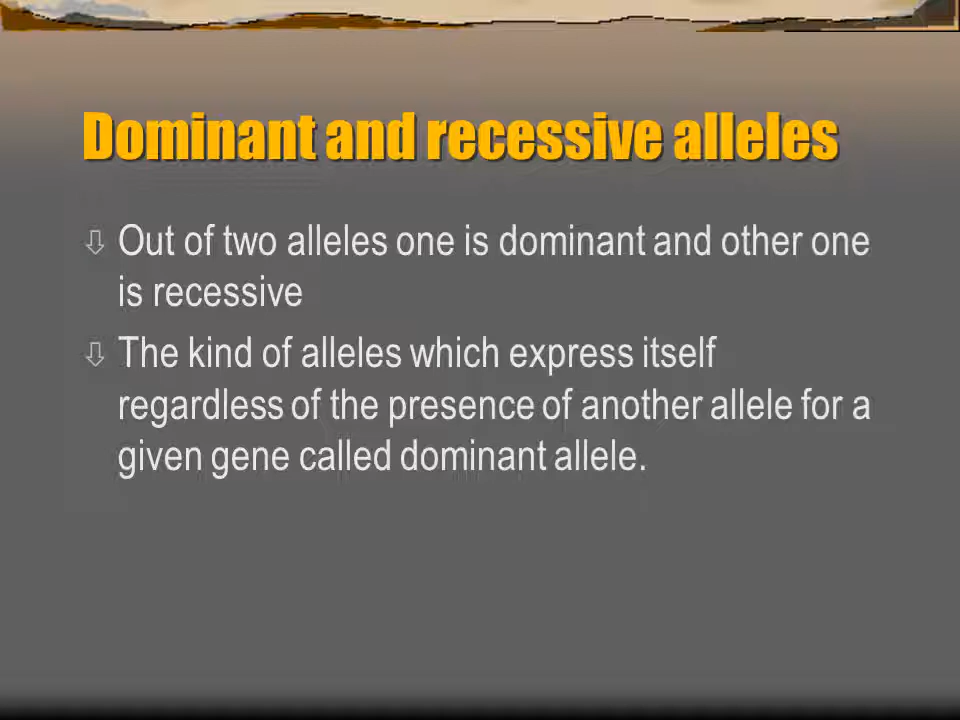 Dominant and recessive alleles
Out of two alleles one is dominant and other one
is recessive
The kind of alleles which express itself
regardless of the presence of another allele for a
given gene called dominant allele.